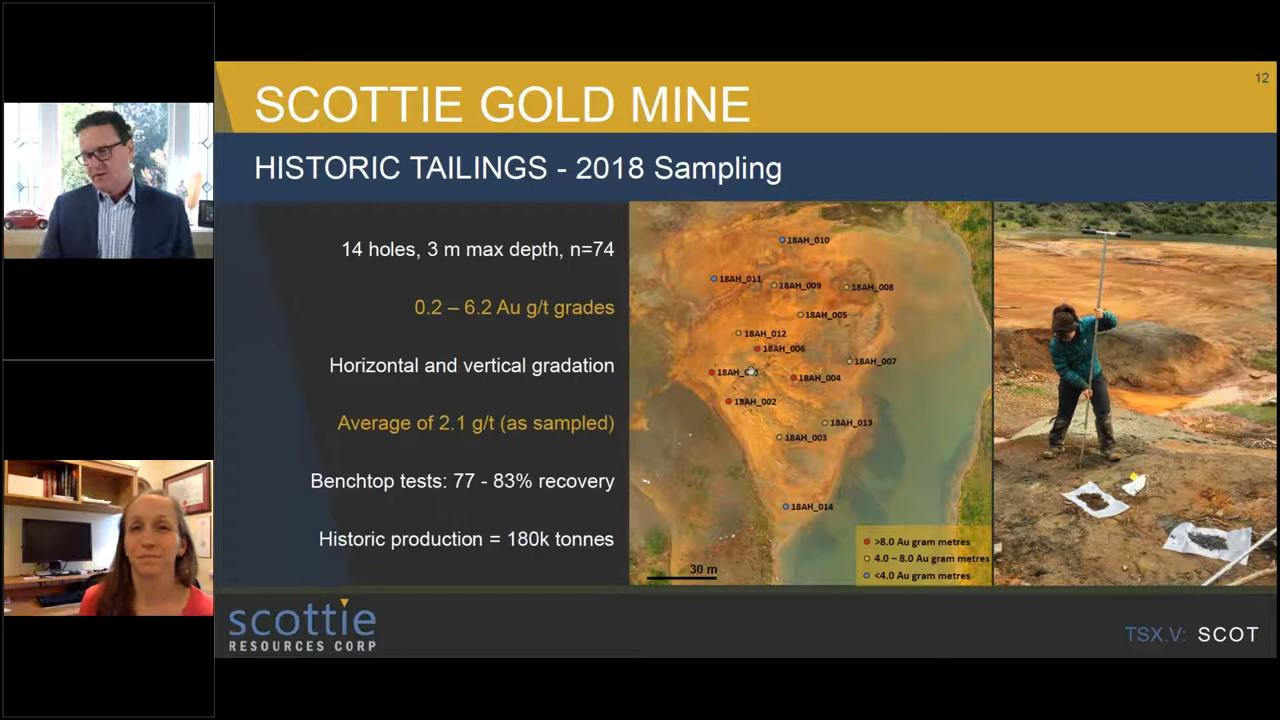 12
SCOTTIE GOLD MINE
HISTORIC TAILINGS - 2018 Sampling
14 holes, 3 m max depth, n=74
0.2 – 6.2 Au g/t grades
Horizontal and vertical gradation
Average of 2.1 g/t (as sampled)
Benchtop tests: 77 - 83% recovery
Historic production = 180k tonnes
18AH_010
18AH_011
18AH_009
18AH_008
18AH_005
18AH_012
18AH_006
18AH_007
18AH_004
18AH_002
18AH_013
18AH_003
18AH_014
>8.0 Au gram metres
4.0 – 8.0 Au gram metres
<4.0 Au gram metres
30 m
scottie
RESOURCES CORP
TSX.V: SCOT